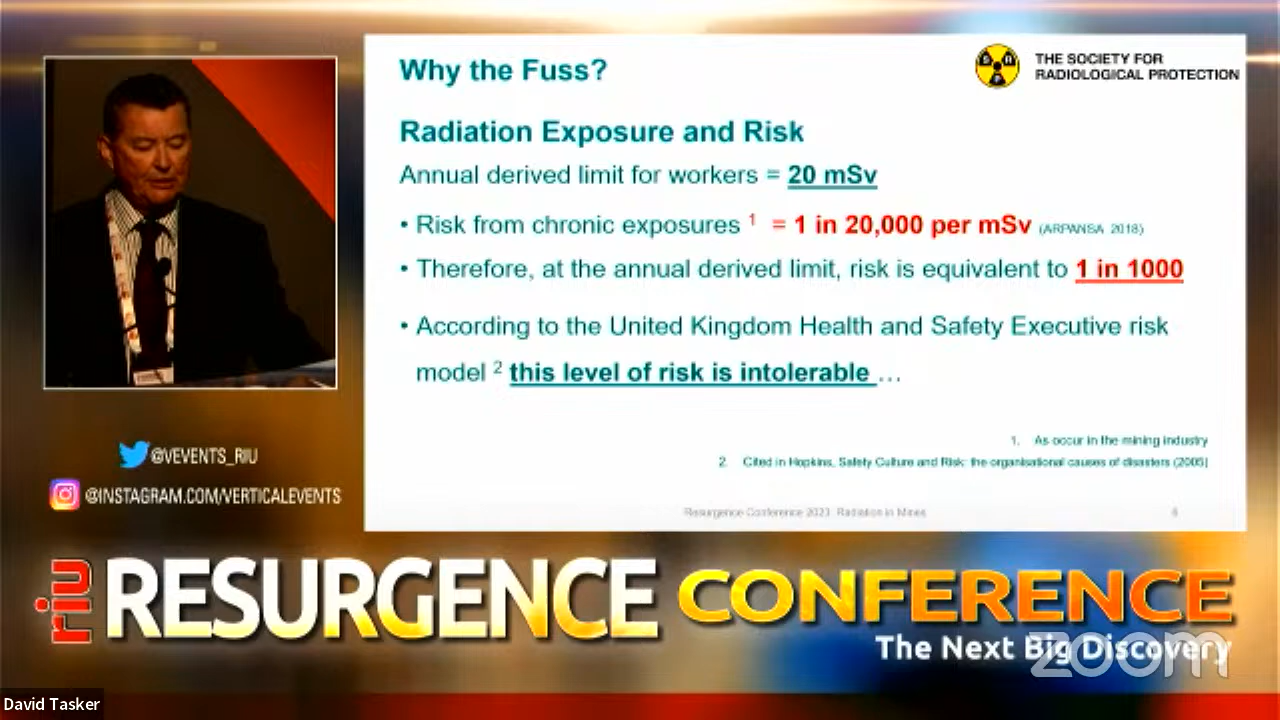 Why the Fuss?
THE SOCIETY FOR
RADIOLOGICAL PROTECTION
Radiation Exposure and Risk
Annual derived limit for workers = 20 mSv
• Risk from chronic exposures 1 = 1 in 20,000 per mSv (ARPANSA 2018)
• Therefore, at the annual derived limit, risk is equivalent to 1 in 1000
• According to the United Kingdom Health and Safety Executive risk
model 2 this level of risk is intolerable …
1. As occur in the mining industry
2. Cited in Hopkins, Safety Culture and Risk: the organisational causes of disasters (2005)
Resurgence Conference 2023 Radiation in Mines
6
@VEVENTS_RIU
@INSTAGRAM.COM/VERTICALEVENTS
riu RESURGENCE CONFERENCE
The Next Big Discovery
zoom
David Tasker